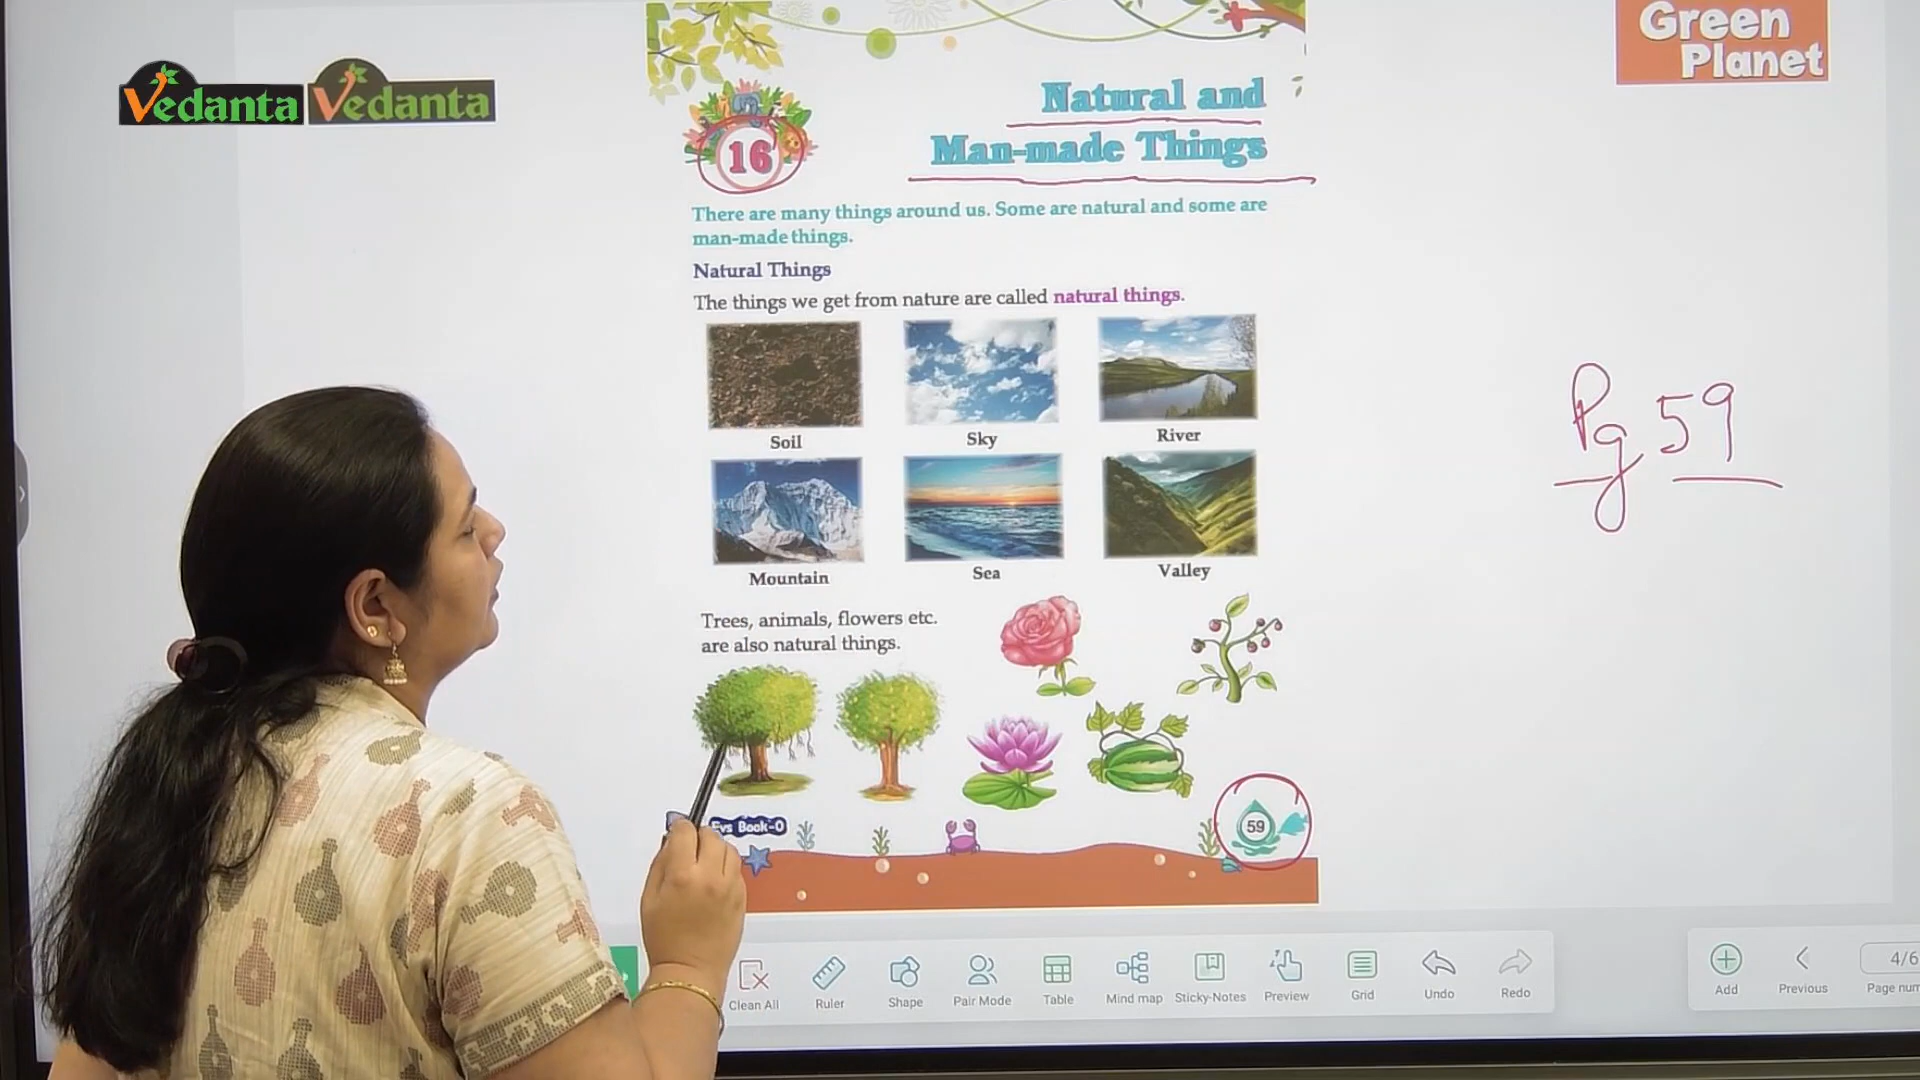 Vedanta Vedanta
Green
Planet
Natural and
Man-made Things
16
There are many things around us. Some are natural and some are
man-made things.
Natural Things
The things we get from nature are called natural things.
Soil
Sky
River
Mountain
Sea
Valley
Trees, animals, flowers etc.
are also natural things.
Evs Book-0
59
Pg 59
Clean All
Ruler
Shape
Pair Mode
Table
Mind map
Sticky-Notes
Preview
Grid
Undo
Redo
Add
Previous
4/6
Page num